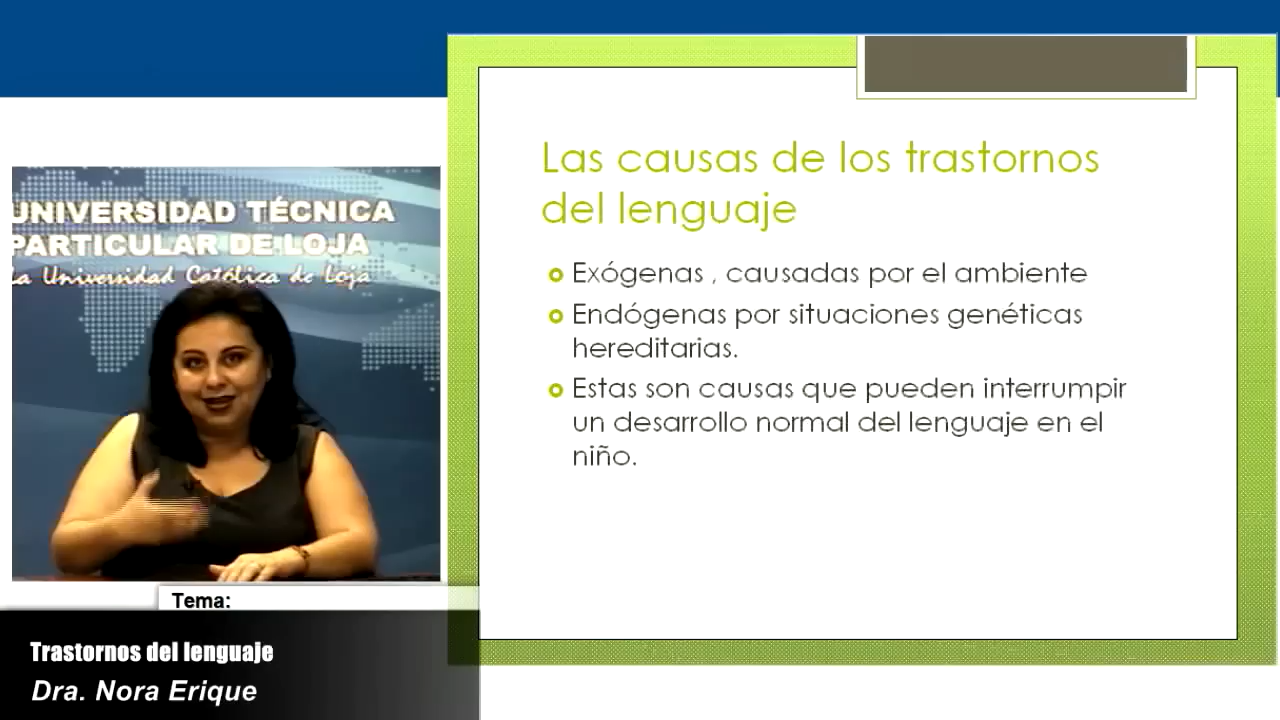 UNIVERSIDAD TÉCNICA
PARTICULAR DE LOJA
La Universidad Católica de Loja
Las causas de los trastornos
del lenguaje
Exógenas , causadas por el ambiente
Endógenas por situaciones genéticas
hereditarias.
Estas son causas que pueden interrumpir
un desarrollo normal del lenguaje en el
niño.
Tema:
Trastornos del lenguaje
Dra. Nora Erique